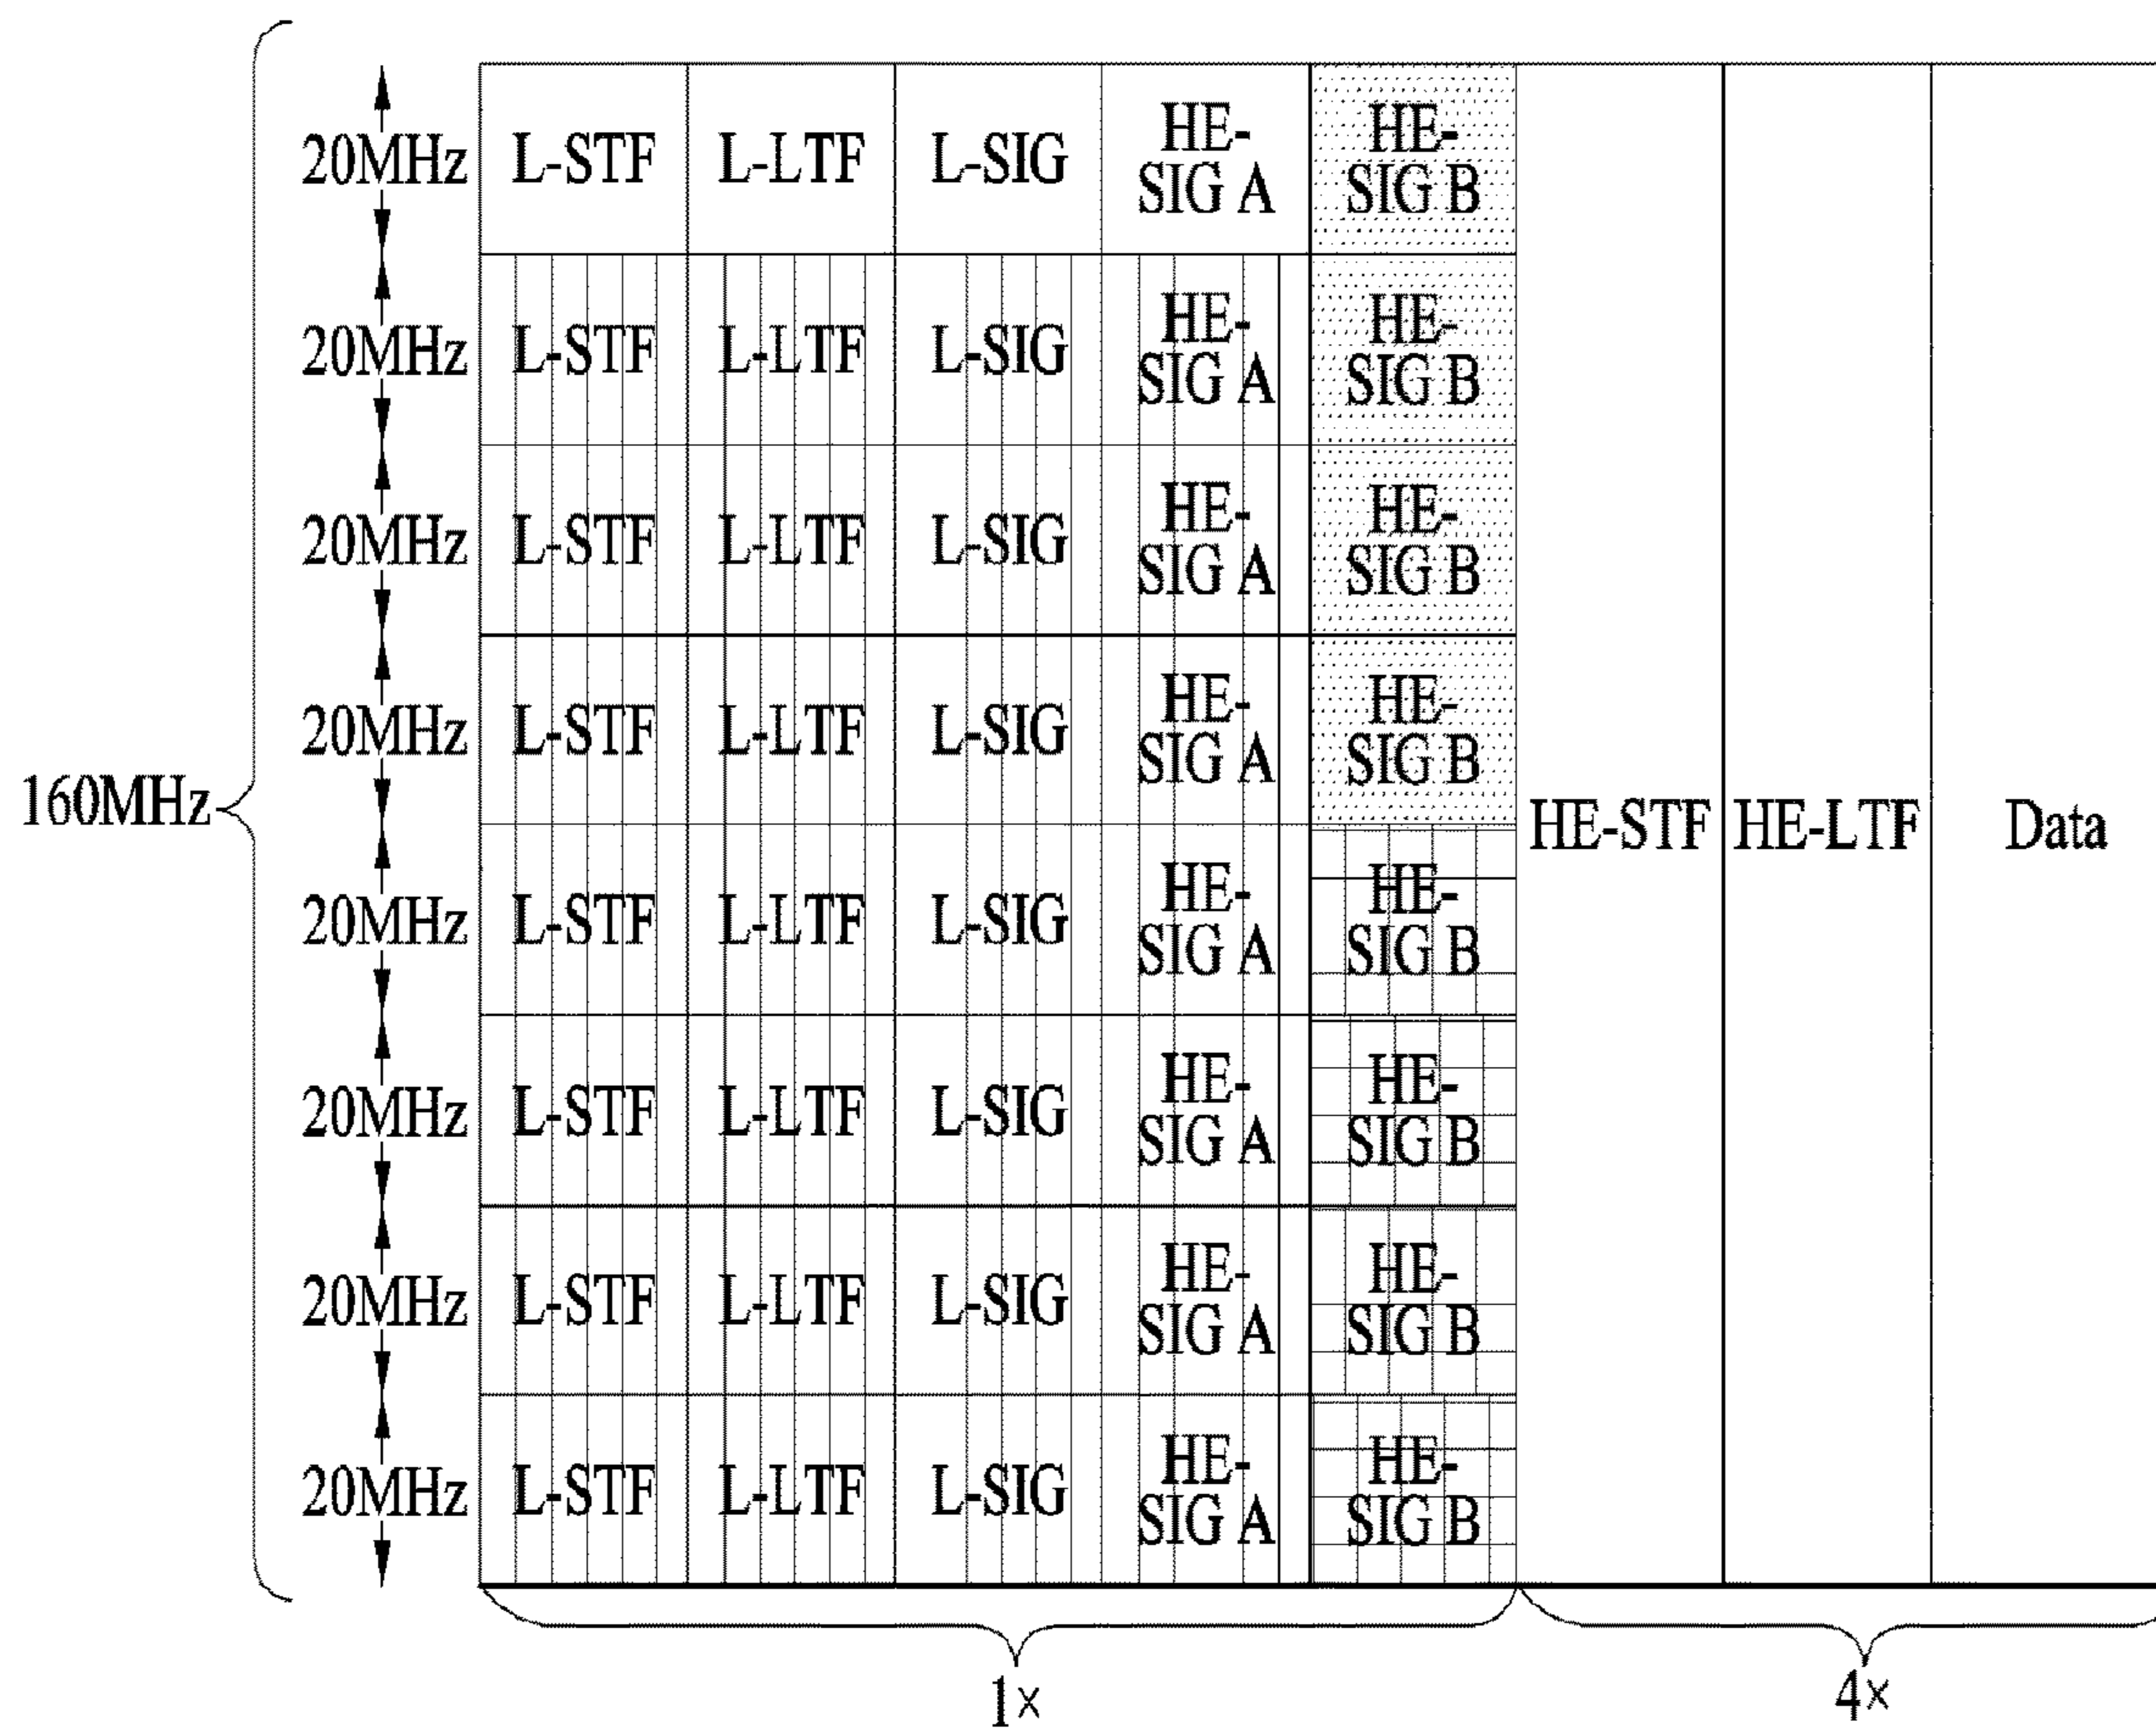 HE- HE-
20MHz L-STF L-LTF L-SIG SIG A SIG B
HE- HE-
20MHz L-STF L-LTF L-SIG SIG A SIG B
HE- HE-
20MHz L-STF L-LTF L-SIG SIG A SIG B
HE- HE-
20MHz L-STF L-LTF L-SIG SIG A SIG B
160MHz HE-STF HE-LTF Data
HE- HE-
20MHz L-STF L-LTF L-SIG SIG A SIG B
HE- HE-
20MHz L-STF L-LTF L-SIG SIG A SIG B
HE- HE-
20MHz L-STF L-LTF L-SIG SIG A SIG B
HE- HE-
20MHz L-STF L-LTF L-SIG SIG A SIG B
1× 4×